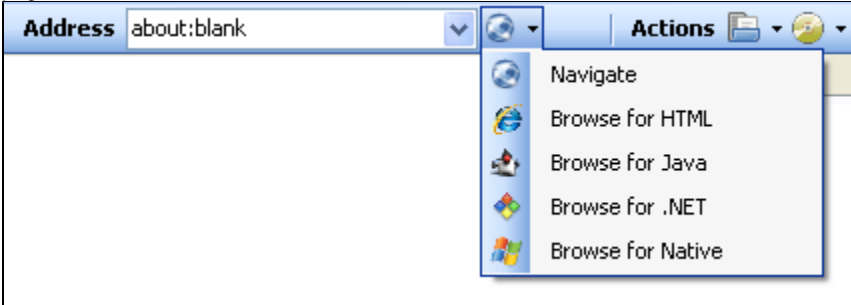 Address about:blank Actions
Navigate
Browse for HTML
Browse for Java
Browse for .NET
Browse for Native